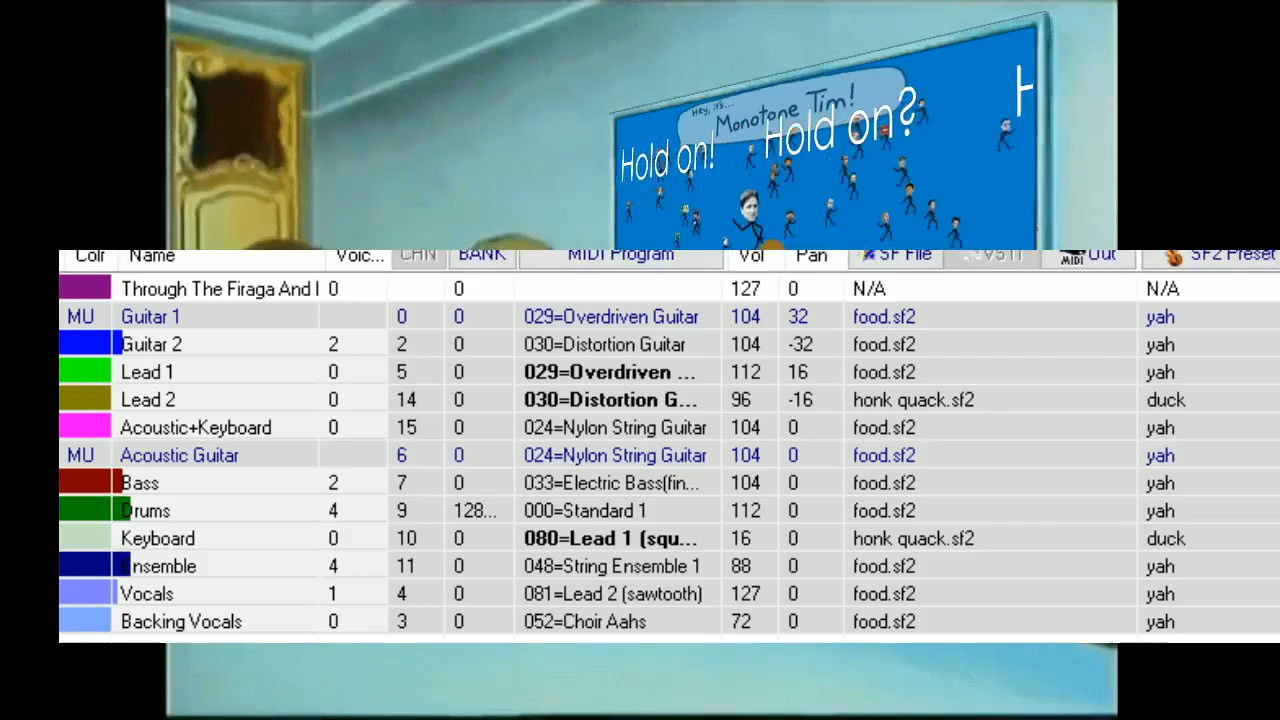 Hey, it's...
Monotone Tim!
Hold on! Hold on? H
Colr Name Voic... CHN BANK MIDI Program Vol Pan SF File VSTi MIDI Out SF2 Preset
Through The Firaga And I 0 0 127 0 N/A N/A
MU Guitar 1 0 0 029=Overdriven Guitar 104 32 food.sf2 yah
Guitar 2 2 2 0 030=Distortion Guitar 104 -32 food.sf2 yah
Lead 1 0 5 0 029=Overdriven ... 112 16 food.sf2 yah
Lead 2 0 14 0 030=Distortion G... 96 -16 honk quack.sf2 duck
Acoustic+Keyboard 0 15 0 024=Nylon String Guitar 104 0 food.sf2 yah
MU Acoustic Guitar 6 0 024=Nylon String Guitar 104 0 food.sf2 yah
Bass 2 7 0 033=Electric Bass(fin... 104 0 food.sf2 yah
Drums 4 9 128... 000=Standard 1 112 0 food.sf2 yah
Keyboard 0 10 0 080=Lead 1 (squ... 16 0 honk quack.sf2 duck
Ensemble 4 11 0 048=String Ensemble 1 88 0 food.sf2 yah
Vocals 1 4 0 081=Lead 2 (sawtooth) 127 0 food.sf2 yah
Backing Vocals 0 3 0 052=Choir Aahs 72 0 food.sf2 yah